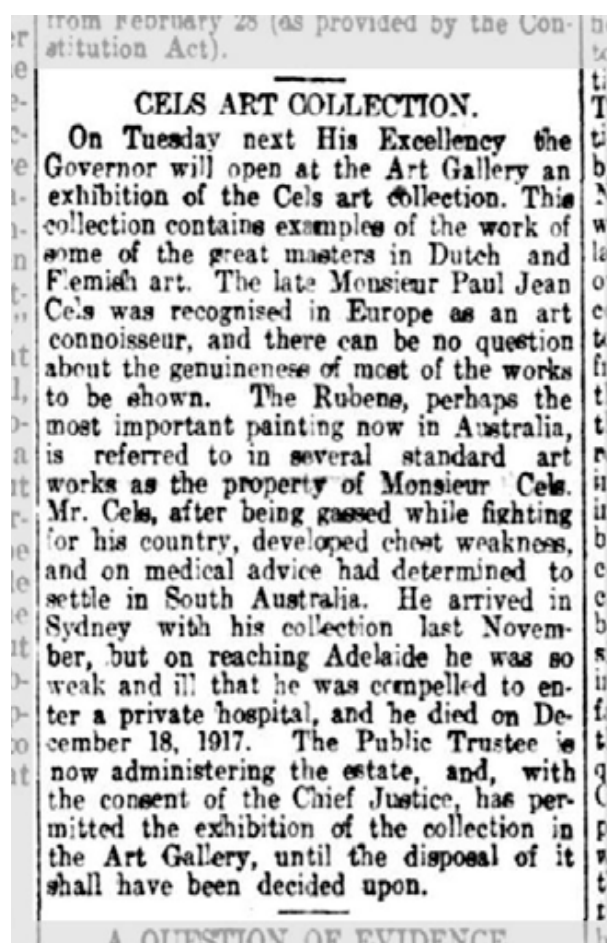 from February 28 (as provided by the Con-
stitution Act).
CELS ART COLLECTION.
On Tuesday next His Excellency the
Governor will open at the Art Gallery an
exhibition of the Cels art collection. This
collection contains examples of the work of
some of the great masters in Dutch and
Flemish art. The late Monsieur Paul Jean
Cels was recognised in Europe as an art
connoisseur, and there can be no question
about the genuineness of most of the works
to be shown. The Rubens, perhaps the
most important painting now in Australia,
is referred to in several standard art
works as the property of Monsieur Cels.
Mr. Cels, after being gassed while fighting
for his country, developed chest weakness,
and on medical advice had determined to
settle in South Australia. He arrived in
Sydney with his collection last Novem-
ber, but on reaching Adelaide he was so
weak and ill that he was compelled to en-
ter a private hospital, and he died on De-
cember 18, 1917. The Public Trustee is
now administering the estate, and, with
the consent of the Chief Justice, has per-
mitted the exhibition of the collection in
the Art Gallery, until the disposal of it
shall have been decided upon.
A QUESTION OF EVIDENCE